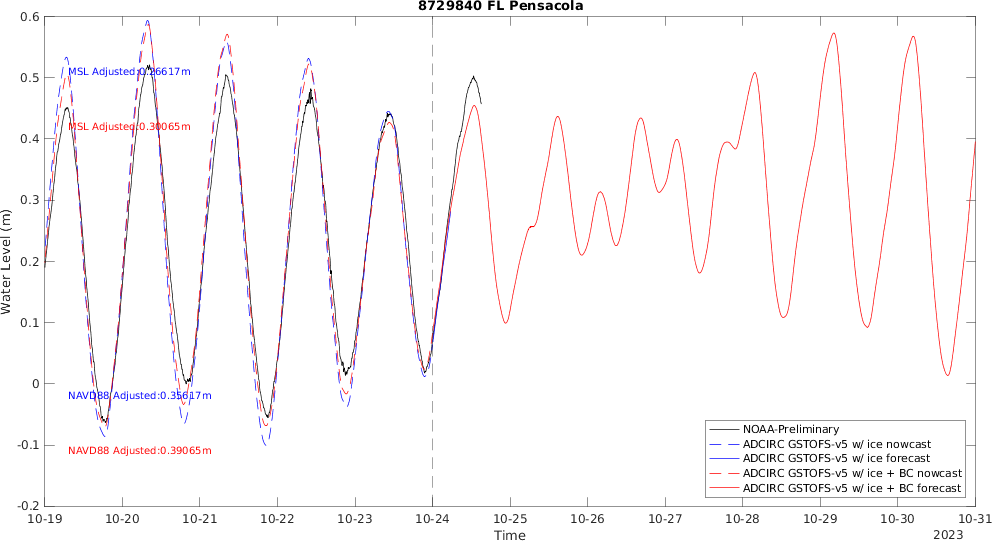 8729840 FL Pensacola
0.6
0.5
0.4
0.3
0.2
0.1
0
-0.1
-0.2
Water Level (m)
MSL Adjusted:0.26617m
MSL Adjusted:0.30065m
NAVD88 Adjusted:0.35617m
NAVD88 Adjusted:0.39065m
NOAA-Preliminary
ADCIRC GSTOFS-v5 w/ ice nowcast
ADCIRC GSTOFS-v5 w/ ice forecast
ADCIRC GSTOFS-v5 w/ ice + BC nowcast
ADCIRC GSTOFS-v5 w/ ice + BC forecast
10-19 10-20 10-21 10-22 10-23 10-24 10-25 10-26 10-27 10-28 10-29 10-30 10-31
Time
2023